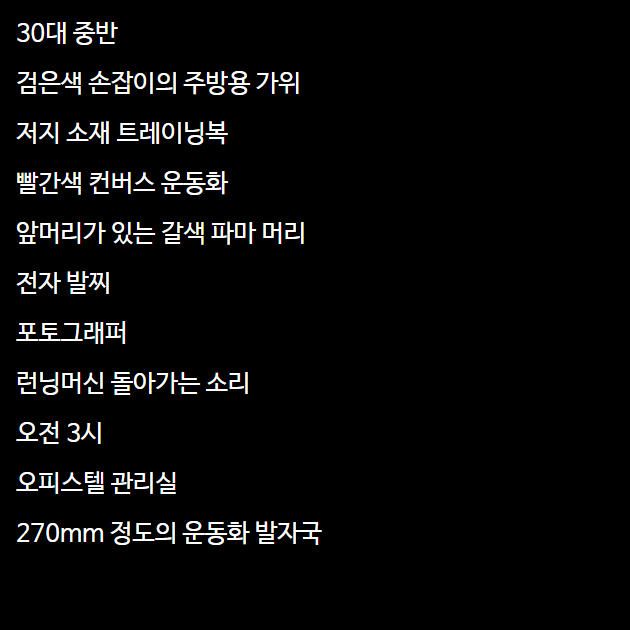 30대 중반
검은색 손잡이의 주방용 가위
저지 소재 트레이닝복
빨간색 컨버스 운동화
앞머리가 있는 갈색 파마 머리
전자 발찌
포토그래퍼
런닝머신 돌아가는 소리
오전 3시
오피스텔 관리실
270mm 정도의 운동화 발자국